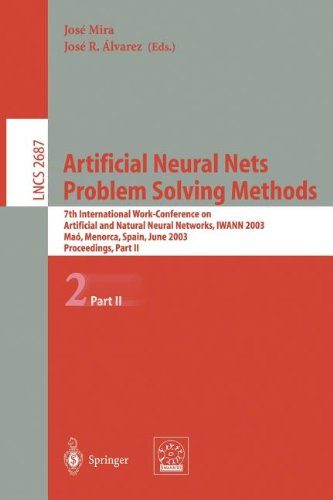 José Mira
José R. Álvarez (Eds.)
LNCS 2687
Artificial Neural Nets
Problem Solving Methods
7th International Work-Conference on
Artificial and Natural Neural Networks, IWANN 2003
Maó, Menorca, Spain, June 2003
Proceedings, Part II
2 Part II
Springer